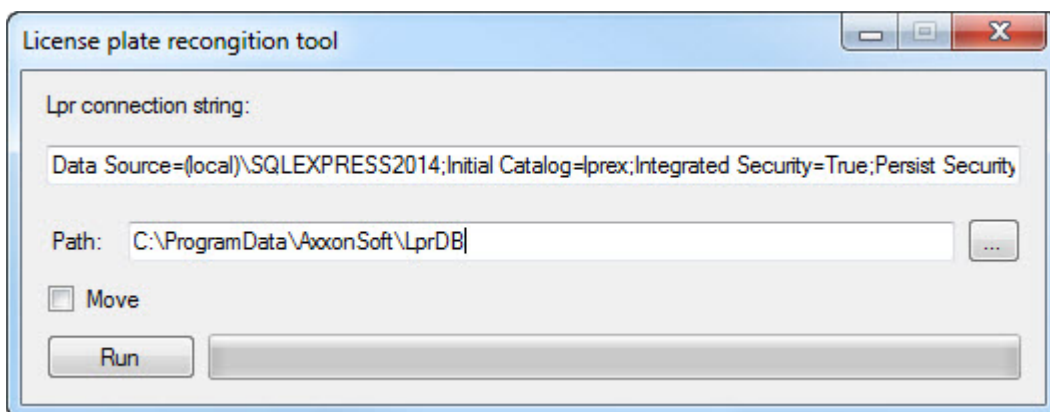 License plate recongition tool
Lpr connection string:
Data Source=(local)\SQLEXPRESS2014;Initial Catalog=lprex;Integrated Security=True;Persist Security
Path: C:\ProgramData\AxxonSoft\LprDB ...
Move
Run